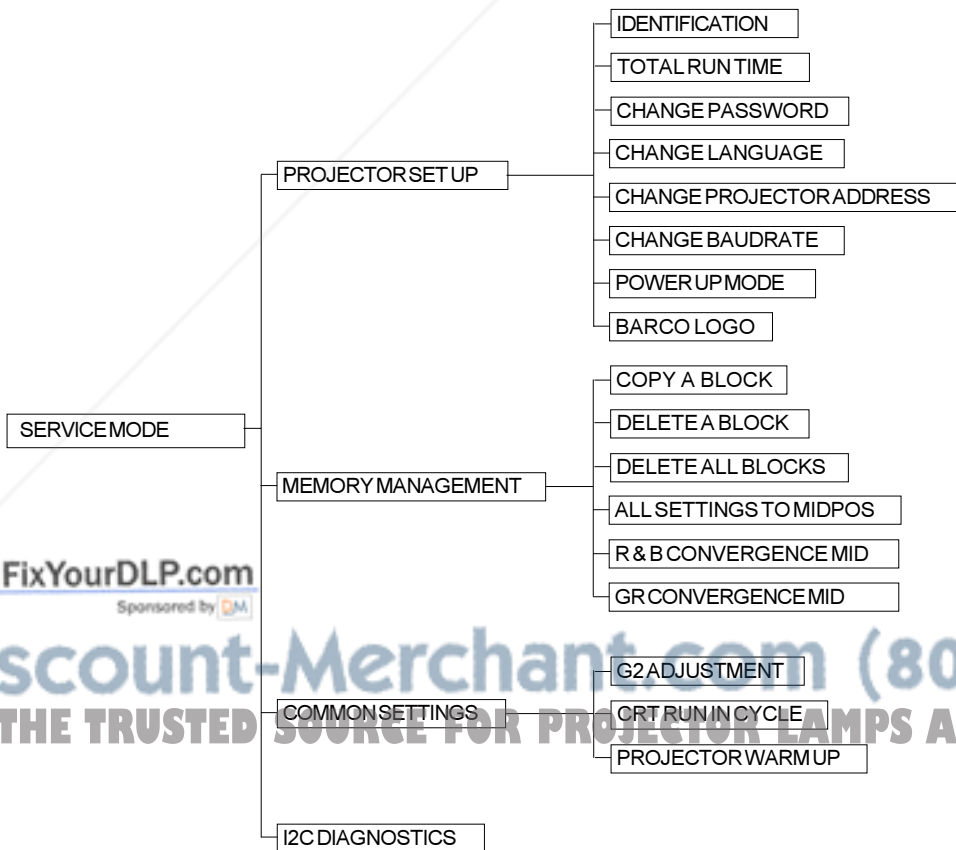 IDENTIFICATION
TOTAL RUN TIME
CHANGE PASSWORD
PROJECTOR SET UP
CHANGE LANGUAGE
CHANGE PROJECTOR ADDRESS
CHANGE BAUDRATE
POWER UP MODE
BARCO LOGO
SERVICE MODE
COPY A BLOCK
DELETE A BLOCK
MEMORY MANAGEMENT
DELETE ALL BLOCKS
ALL SETTINGS TO MIDPOS
R & B CONVERGENCE MID
GR CONVERGENCE MID
FixYourDLP.com
Sponsored by DM
scount-Merchant.com (80
THE TRUSTED SOURCE FOR PROJECTOR LAMPS A
G2 ADJUSTMENT
COMMON SETTINGS
CRT RUN IN CYCLE
PROJECTOR WARM UP
I2C DIAGNOSTICS